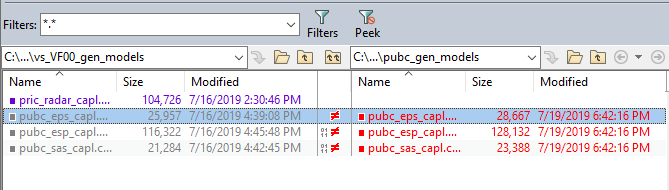 Filters: *.* Filters Peek
C:\...\vs_VF00_gen_models C:\...\pubc_gen_models
Name Size Modified Name Size Modified
pric_radar_capl.... 104,726 7/16/2019 2:30:46 PM
pubc_eps_capl.... 25,957 7/16/2019 4:39:08 PM ≠ pubc_eps_capl.... 28,667 7/19/2019 6:42:16 PM
pubc_esp_capl.... 116,322 7/16/2019 4:45:48 PM ≠ pubc_esp_capl.... 128,132 7/19/2019 6:42:16 PM
pubc_sas_capl.c... 21,284 7/16/2019 4:42:45 PM ≠ pubc_sas_capl.c... 23,388 7/19/2019 6:42:16 PM